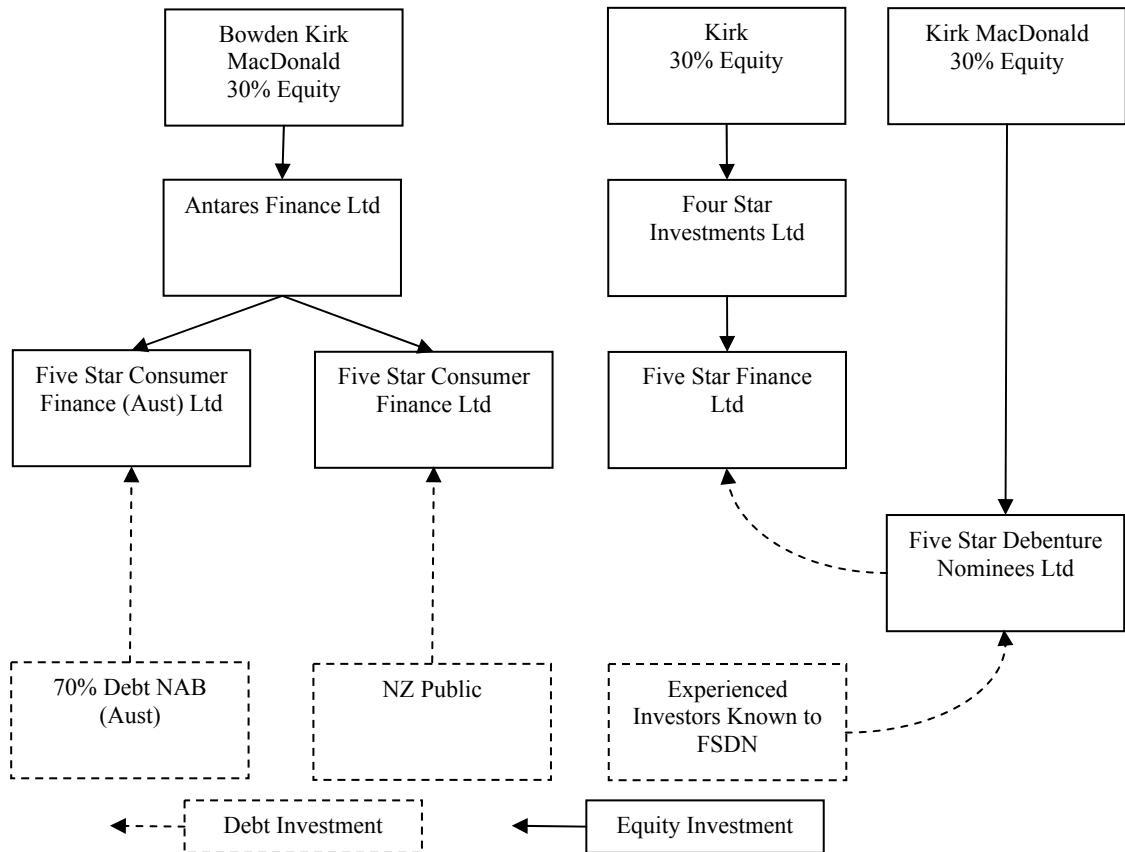 Bowden Kirk
MacDonald
30% Equity
Kirk
30% Equity
Kirk MacDonald
30% Equity
Antares Finance Ltd
Four Star
Investments Ltd
Five Star Consumer
Finance (Aust) Ltd
Five Star Consumer
Finance Ltd
Five Star Finance
Ltd
Five Star Debenture
Nominees Ltd
70% Debt NAB
(Aust)
NZ Public
Experienced
Investors Known to
FSDN
Debt Investment
Equity Investment